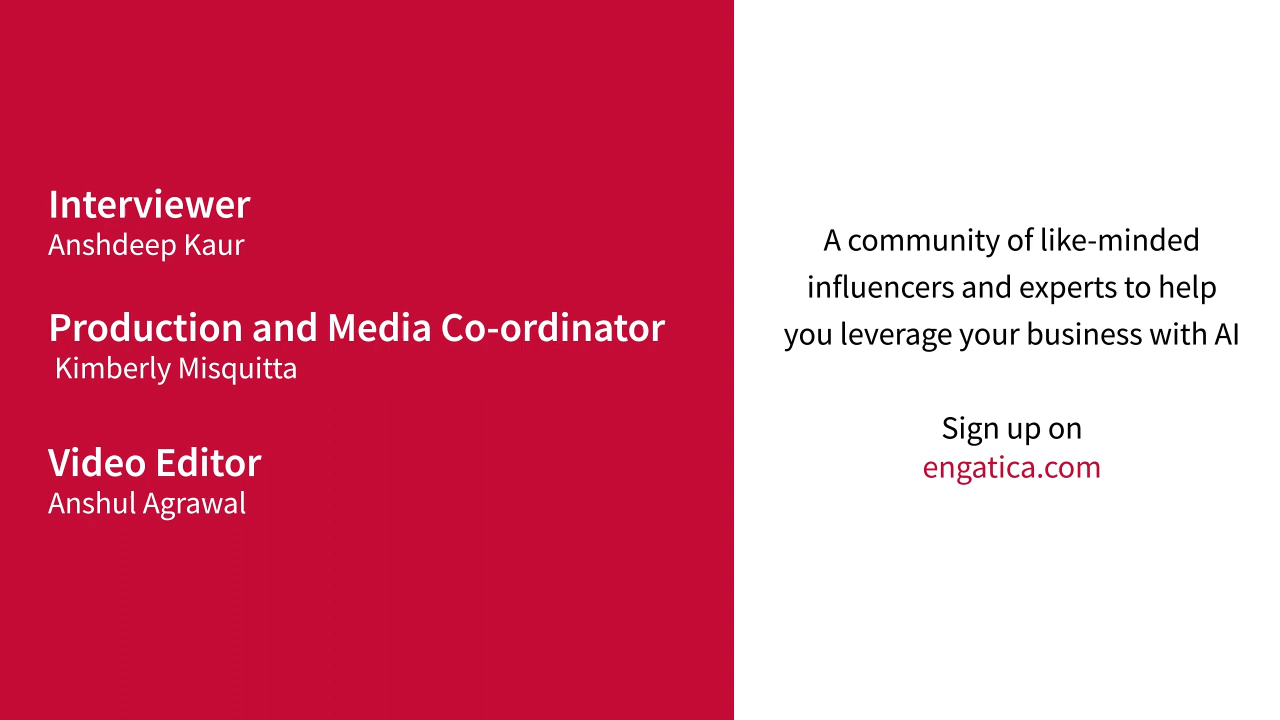 Interviewer
Anshdeep Kaur
Production and Media Co-ordinator
Kimberly Misquitta
Video Editor
Anshul Agrawal
A community of like-minded
influencers and experts to help
you leverage your business with AI
Sign up on
engatica.com